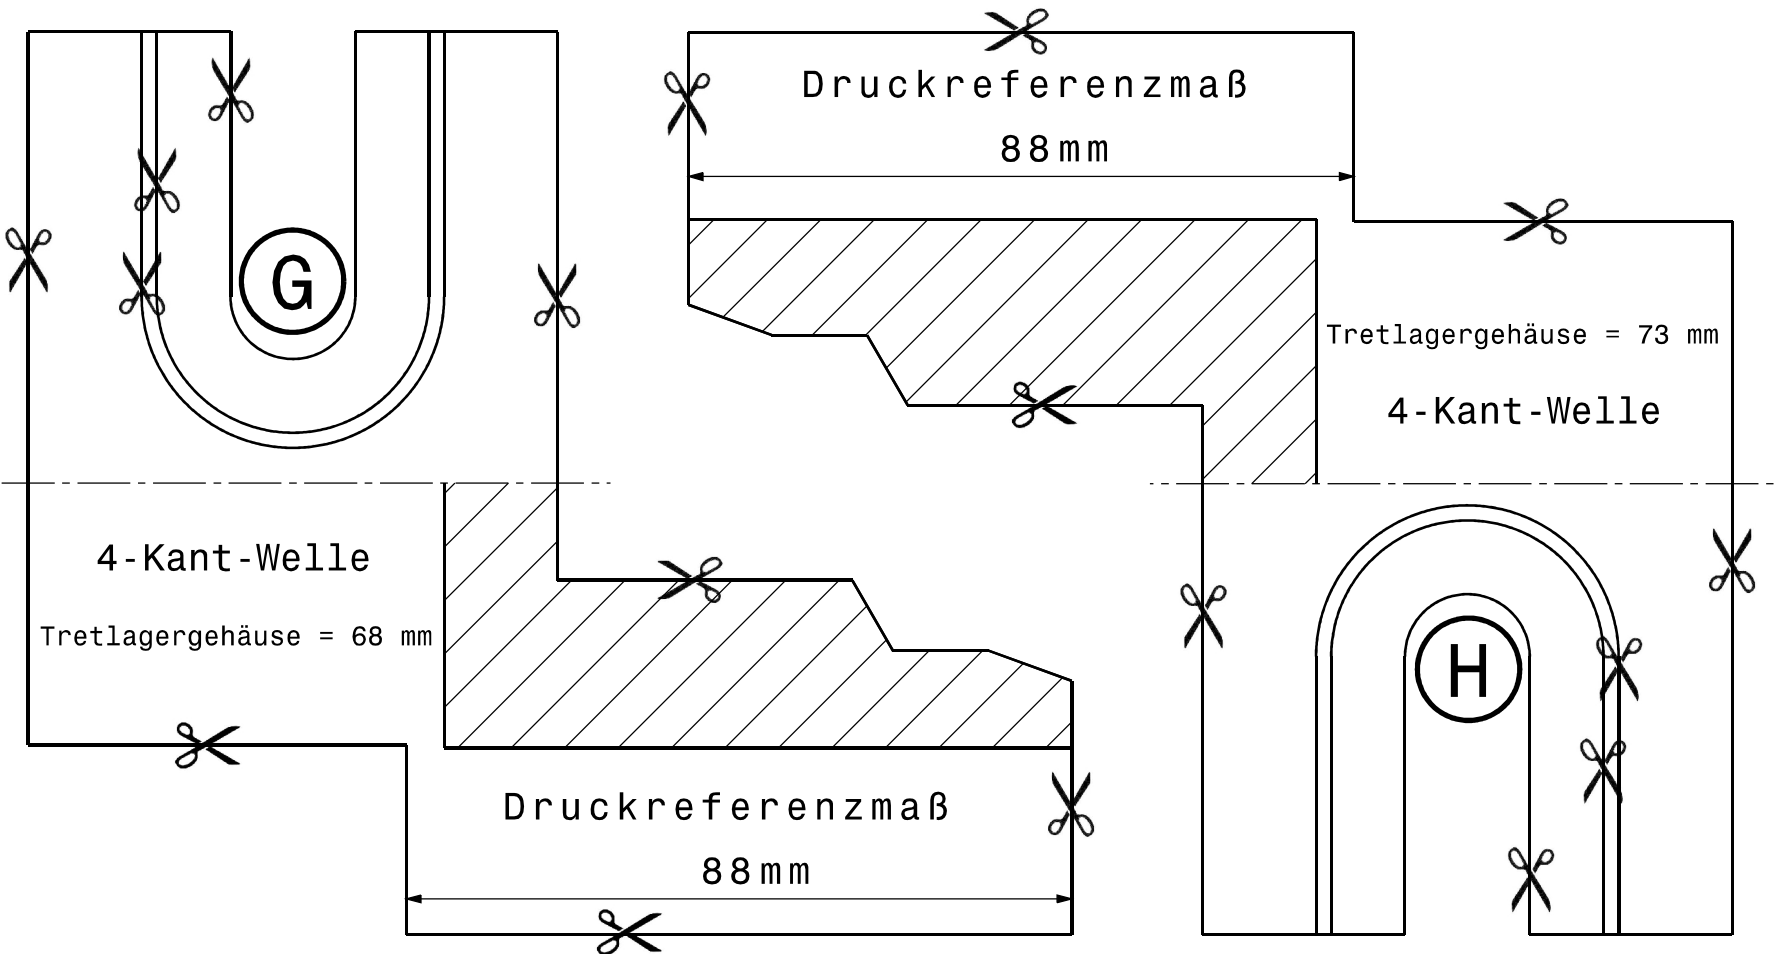 G
4-Kant-Welle
Tretlagergehäuse = 68 mm
Druckreferenzmaß
88mm
Druckreferenzmaß
88mm
Tretlagergehäuse = 73 mm
4-Kant-Welle
H